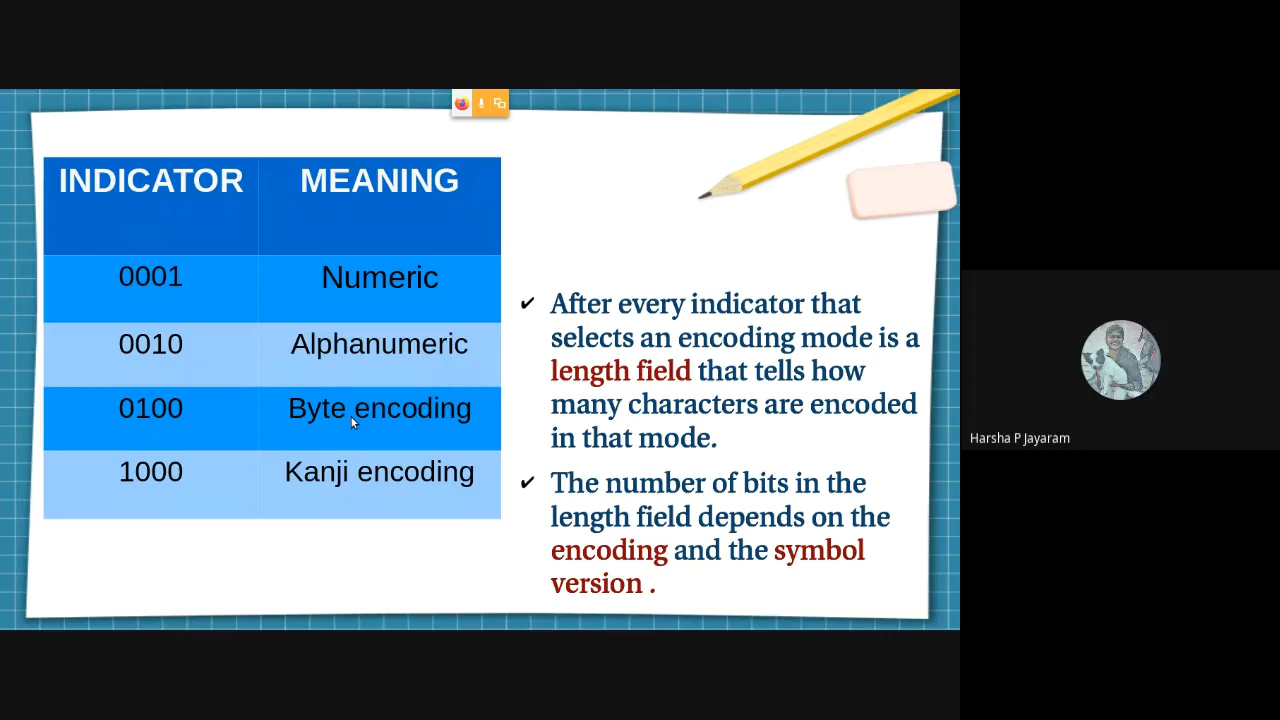 INDICATOR MEANING
0001 Numeric
0010 Alphanumeric
0100 Byte encoding
1000 Kanji encoding
✔ After every indicator that
selects an encoding mode is a
length field that tells how
many characters are encoded
in that mode.
✔ The number of bits in the
length field depends on the
encoding and the symbol
version .
Harsha P Jayaram